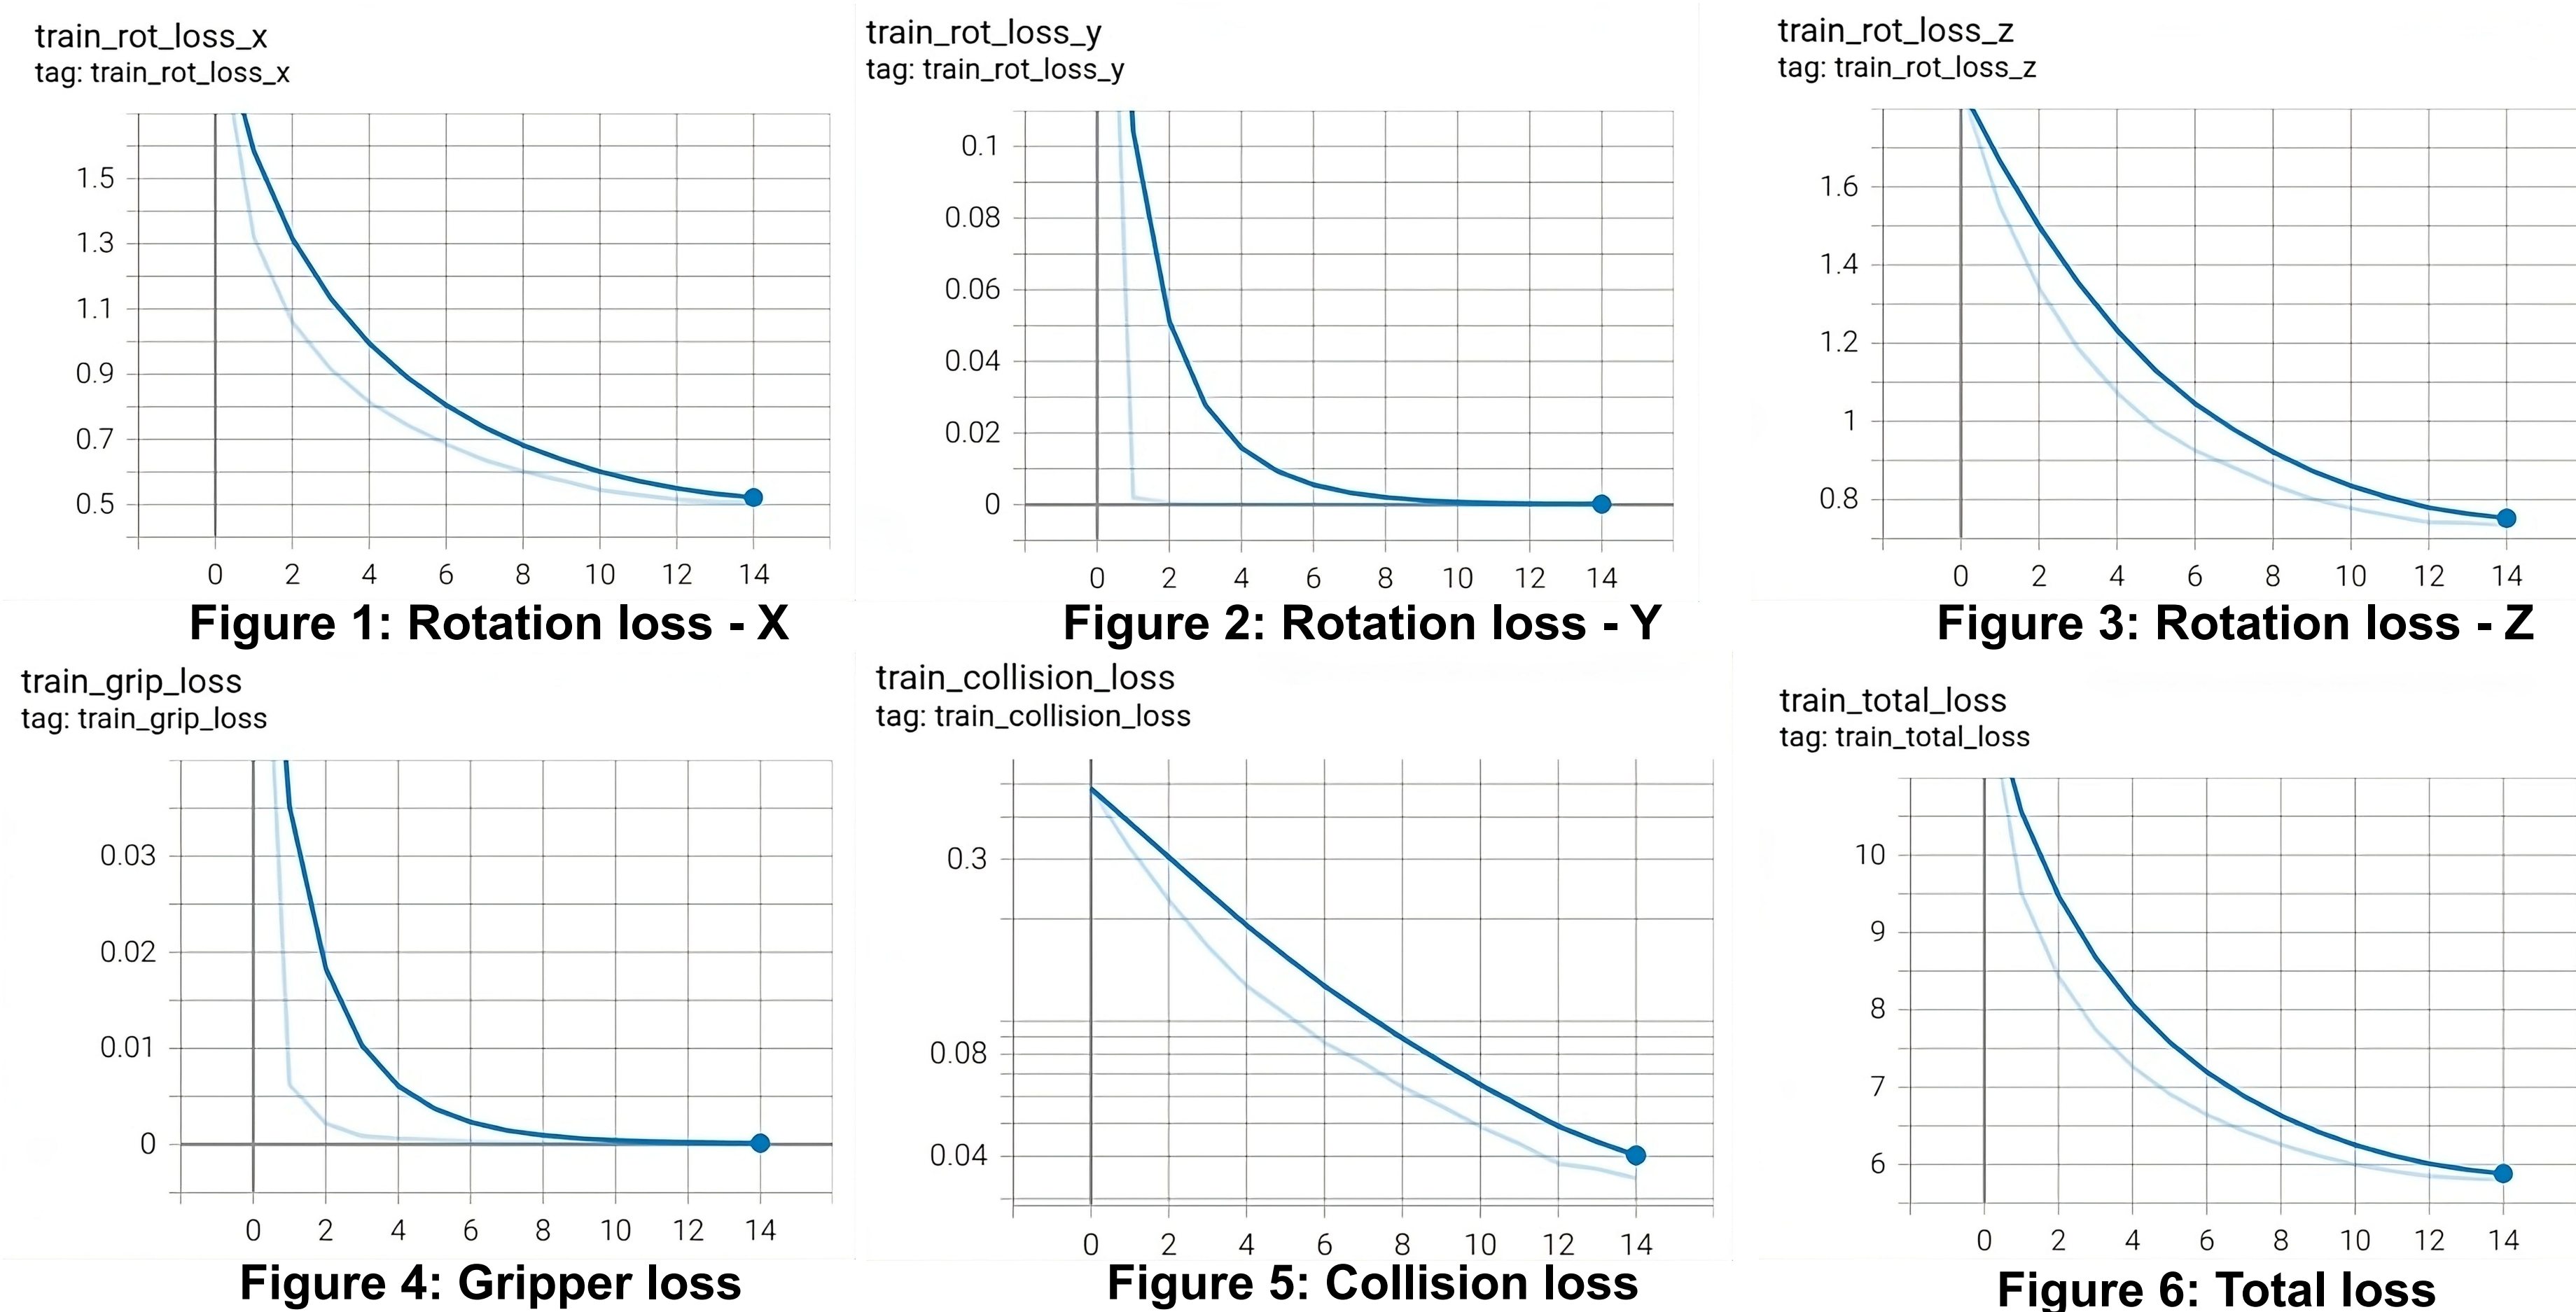 train_rot_loss_x
tag: train_rot_loss_x
1.5
1.3
1.1
0.9
0.7
0.5
0 2 4 6 8 10 12 14
Figure 1: Rotation loss - X
train_rot_loss_y
tag: train_rot_loss_y
0.1
0.08
0.06
0.04
0.02
0
0 2 4 6 8 10 12 14
Figure 2: Rotation loss - Y
train_rot_loss_z
tag: train_rot_loss_z
1.6
1.4
1.2
1
0.8
0 2 4 6 8 10 12 14
Figure 3: Rotation loss - Z
train_grip_loss
tag: train_grip_loss
0.03
0.02
0.01
0
0 2 4 6 8 10 12 14
Figure 4: Gripper loss
train_collision_loss
tag: train_collision_loss
0.3
0.08
0.04
0 2 4 6 8 10 12 14
Figure 5: Collision loss
train_total_loss
tag: train_total_loss
10
9
8
7
6
0 2 4 6 8 10 12 14
Figure 6: Total loss